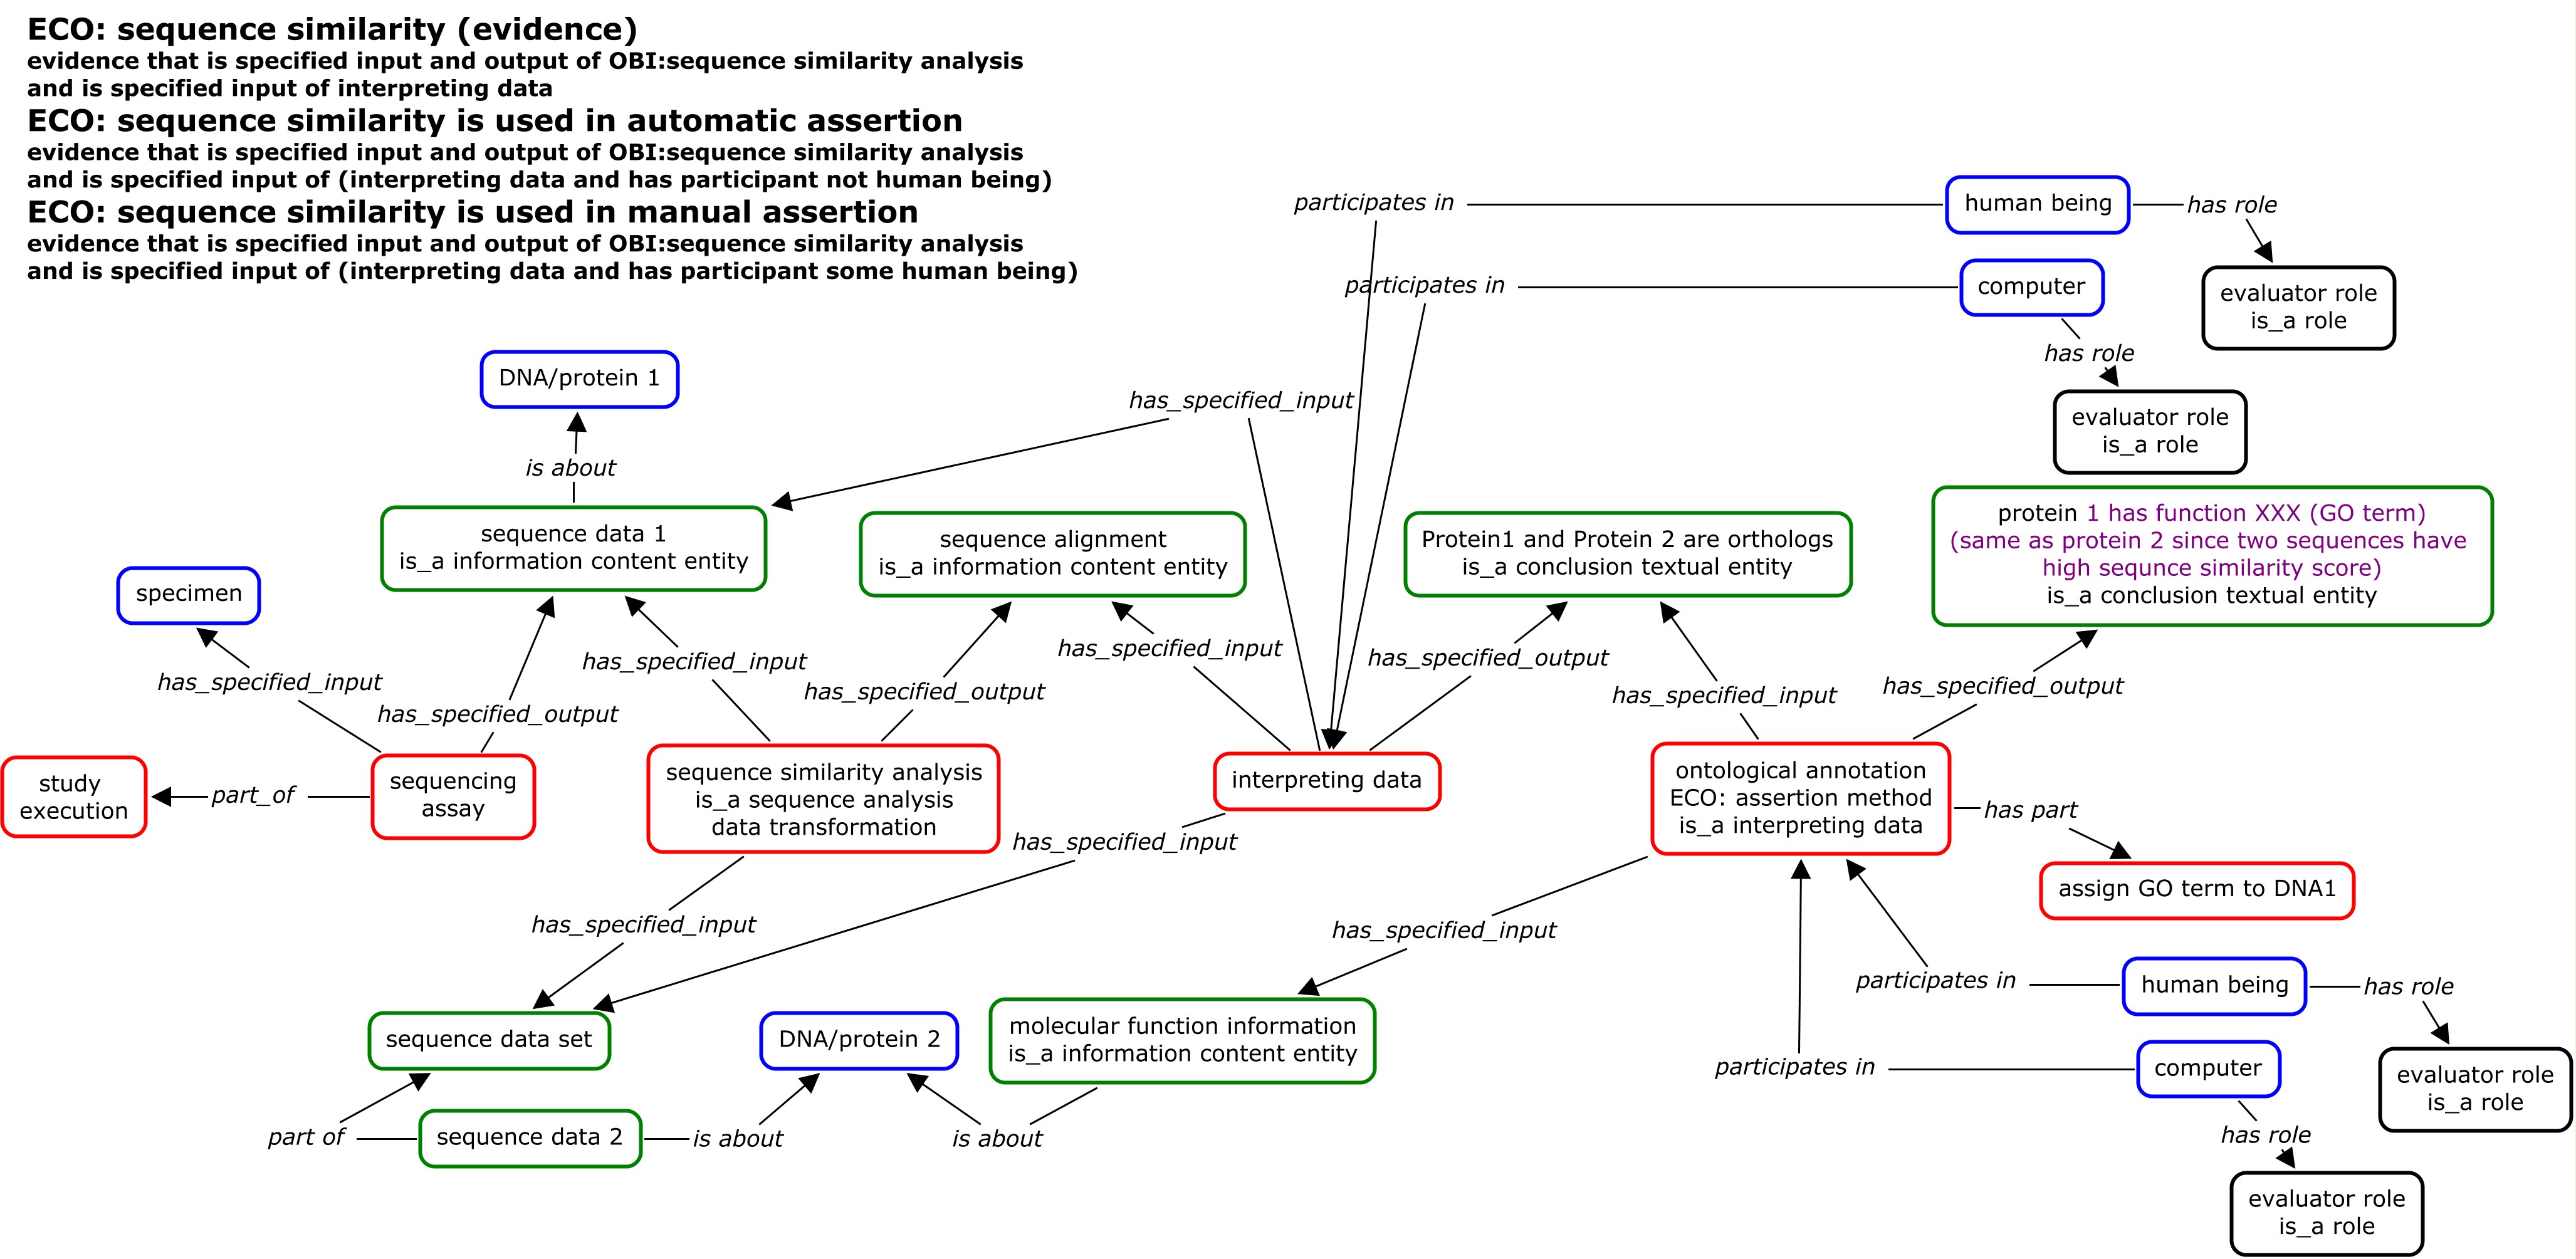 ECO: sequence similarity (evidence)
evidence that is specified input and output of OBI:sequence similarity analysis
and is specified input of interpreting data
ECO: sequence similarity is used in automatic assertion
evidence that is specified input and output of OBI:sequence similarity analysis
and is specified input of (interpreting data and has participant not human being)
ECO: sequence similarity is used in manual assertion
evidence that is specified input and output of OBI:sequence similarity analysis
and is specified input of (interpreting data and has participant some human being)
participates in
human being
has role
evaluator role
is_a role
participates in
computer
has role
evaluator role
is_a role
DNA/protein 1
is about
has_specified_input
sequence data 1
is_a information content entity
sequence alignment
is_a information content entity
Protein1 and Protein 2 are orthologs
is_a conclusion textual entity
protein 1 has function XXX (GO term)
(same as protein 2 since two sequences have
high sequnce similarity score)
is_a conclusion textual entity
specimen
has_specified_input
has_specified_output
has_specified_input
has_specified_output
has_specified_input
has_specified_output
has_specified_input
has_specified_output
study
execution
part_of
sequencing
assay
sequence similarity analysis
is_a sequence analysis
data transformation
interpreting data
has_specified_input
ontological annotation
ECO: assertion method
is_a interpreting data
has part
assign GO term to DNA1
has_specified_input
has_specified_input
participates in
human being
has role
evaluator role
is_a role
participates in
computer
has role
evaluator role
is_a role
sequence data set
DNA/protein 2
molecular function information
is_a information content entity
part of
sequence data 2
is about
is about